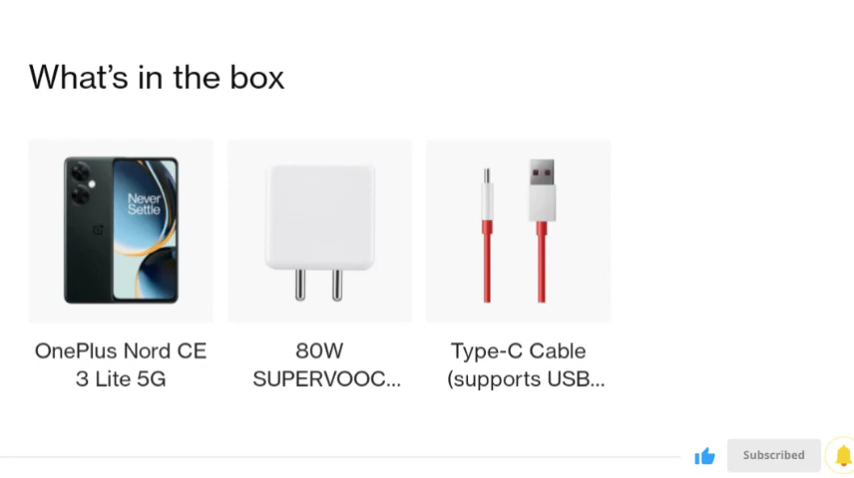 What’s in the box
Never
Settle
OnePlus Nord CE
3 Lite 5G
80W
SUPERVOOC...
Type-C Cable
(supports USB...
Subscribed